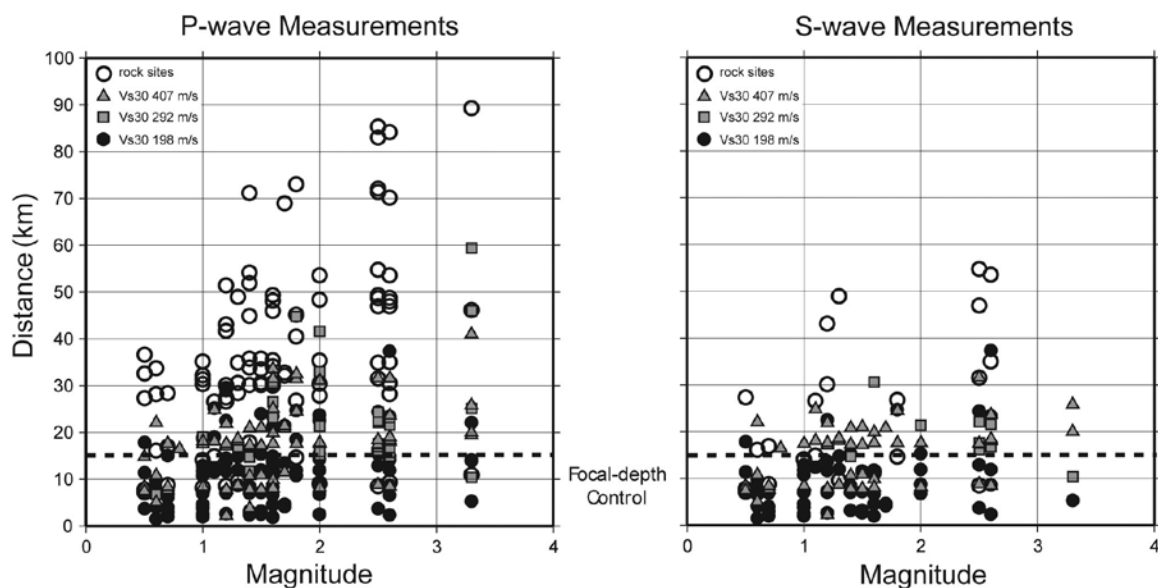 P-wave Measurements
rock sites
Vs30 407 m/s
Vs30 292 m/s
Vs30 198 m/s
Distance (km)
100
90
80
70
60
50
40
30
20
10
0
0 1 2 3 4
Magnitude
S-wave Measurements
rock sites
Vs30 407 m/s
Vs30 292 m/s
Vs30 198 m/s
Focal-depth
Control
0 1 2 3 4
Magnitude